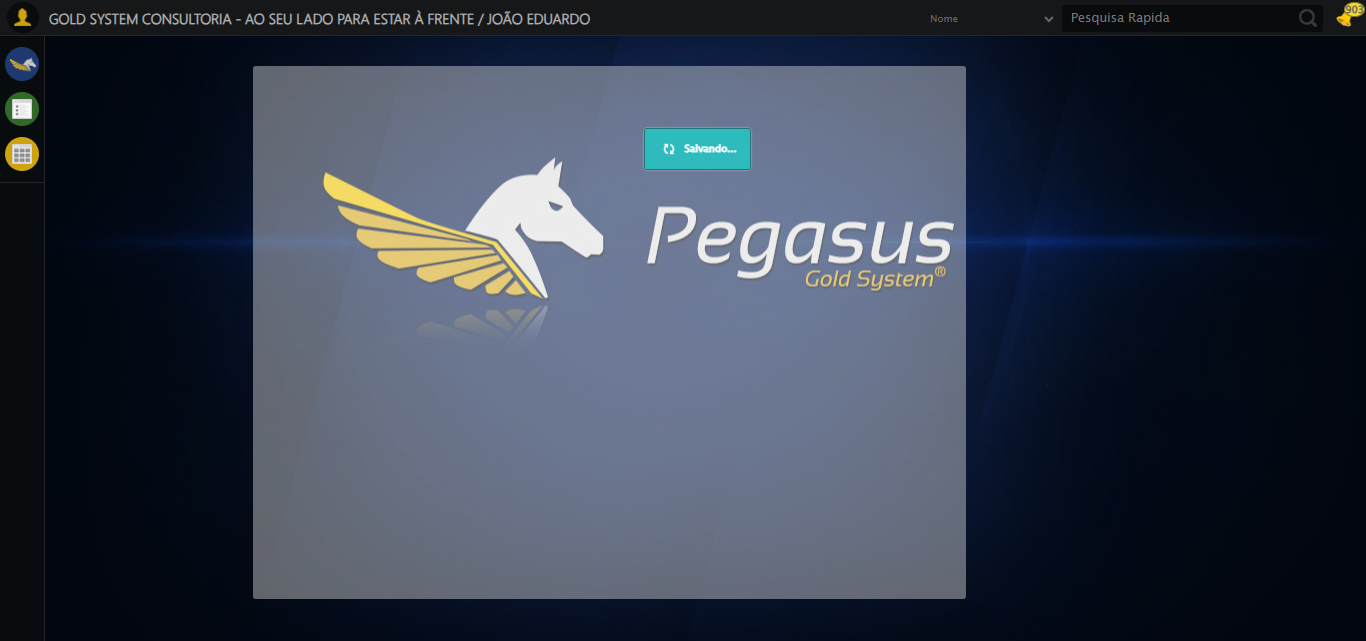 GOLD SYSTEM CONSULTORIA - AO SEU LADO PARA ESTAR À FRENTE / JOÃO EDUARDO
Nome
Pesquisa Rapida
903
Salvando...
Pegasus
Gold System®